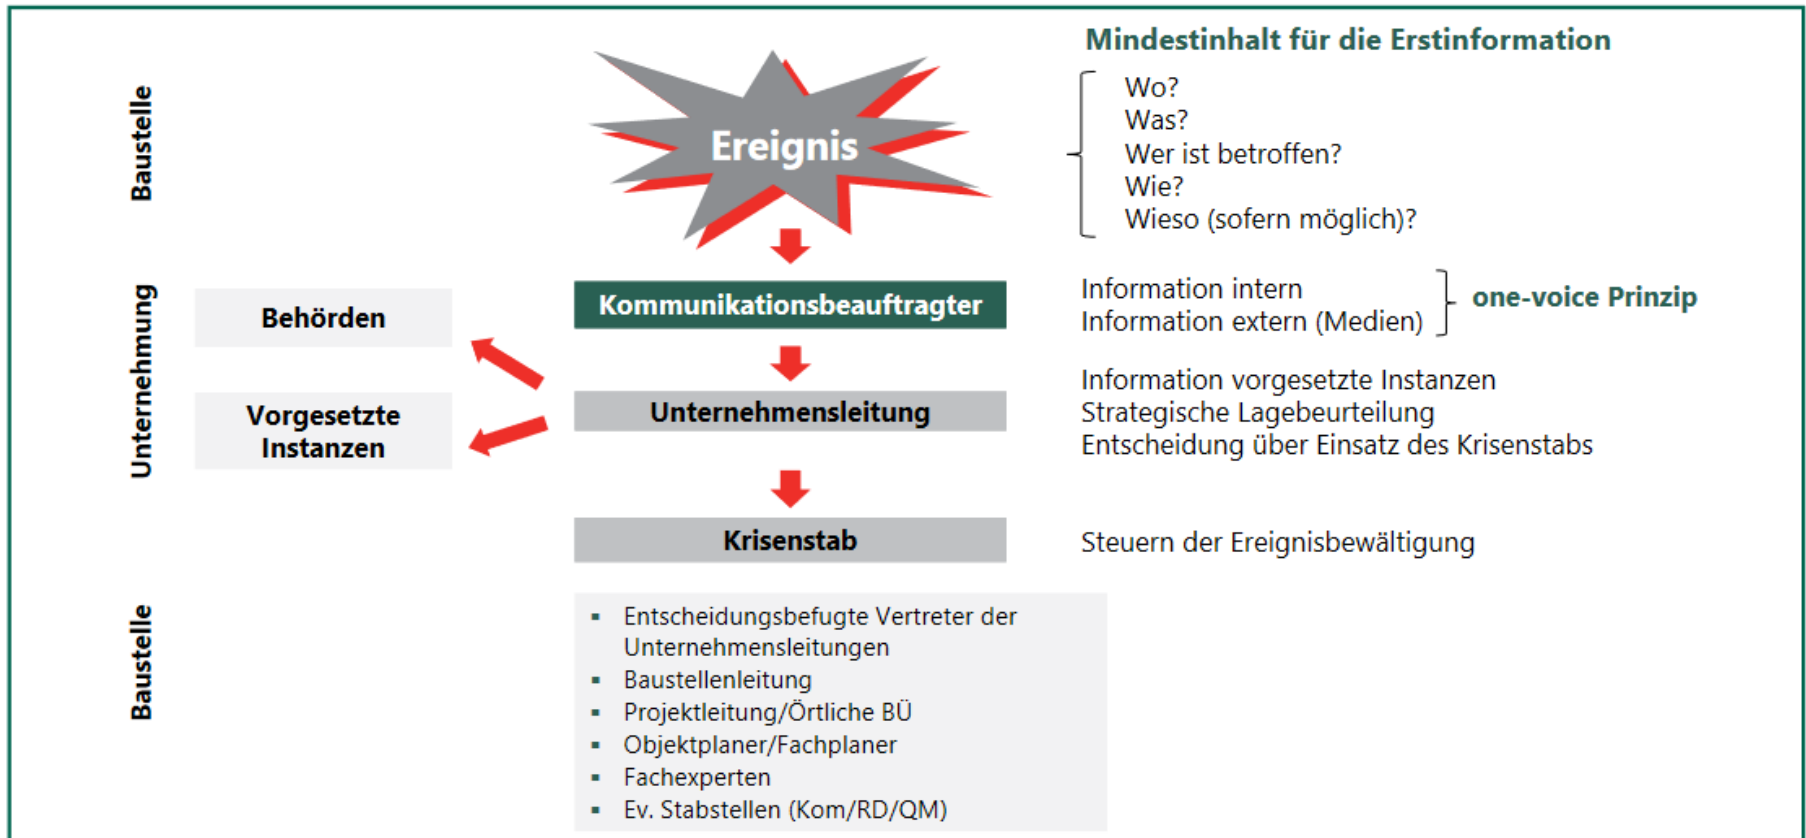 Mindestinhalt für die Erstinformation
Baustelle
Ereignis
Wo?
Was?
Wer ist betroffen?
Wie?
Wieso (sofern möglich)?
Unternehmung
Behörden
Kommunikationsbeauftragter
Information intern
Information extern (Medien)
one-voice Prinzip
Vorgesetzte
Instanzen
Unternehmensleitung
Information vorgesetzte Instanzen
Strategische Lagebeurteilung
Entscheidung über Einsatz des Krisenstabs
Krisenstab
Steuern der Ereignisbewältigung
Baustelle
▪ Entscheidungsbefugte Vertreter der
Unternehmensleitungen
▪ Baustellenleitung
▪ Projektleitung/Örtliche BÜ
▪ Objektplaner/Fachplaner
▪ Fachexperten
▪ Ev. Stabstellen (Kom/RD/QM)